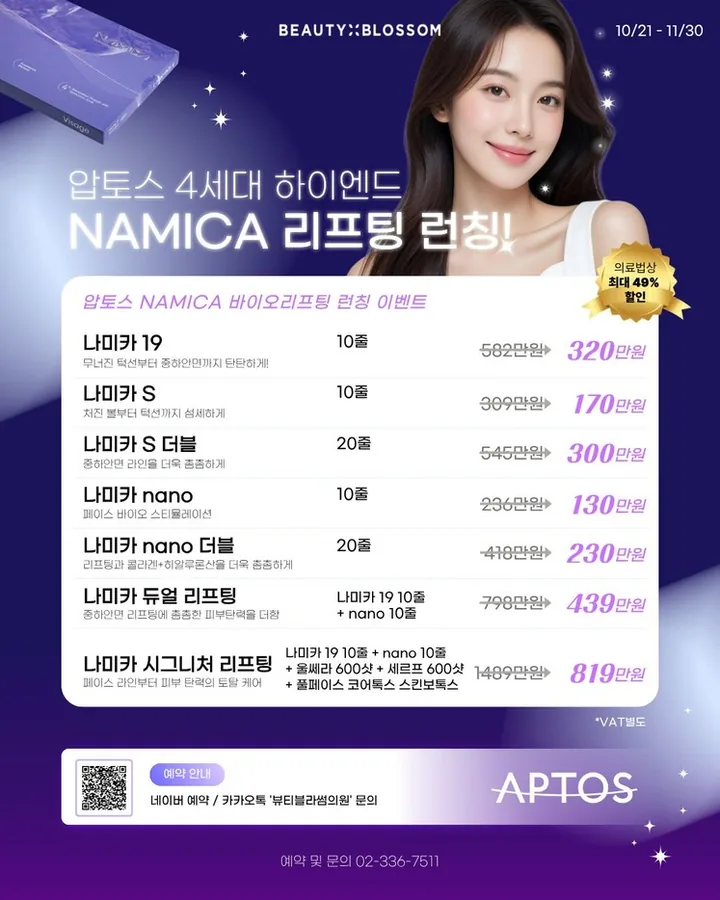 BEAUTY BLOSSOM
10/21 - 11/30
NAMICA
Visage
압토스 4세대 하이엔드
NAMICA 리프팅 런칭!
의료법상
최대 49%
할인
압토스 NAMICA 바이오리프팅 런칭 이벤트
나미카 19 10줄 582만원 320만원
무너진 턱선부터 중하안면까지 탄탄하게!
나미카 S 10줄 309만원 170만원
처진 볼부터 턱선까지 섬세하게
나미카 S 더블 20줄 545만원 300만원
중하안면 라인을 더욱 촘촘하게
나미카 nano 10줄 236만원 130만원
페이스 바이오 스티뮬레이션
나미카 nano 더블 20줄 418만원 230만원
리프팅과 콜라겐+히알루론산을 더욱 촘촘하게
나미카 듀얼 리프팅 나미카 19 10줄 798만원 439만원
중하안면 리프팅에 촘촘한 피부탄력을 더함 + nano 10줄
나미카 19 10줄 + nano 10줄
나미카 시그니처 리프팅 + 울쎄라 600샷 + 세르프 600샷 1489만원 819만원
페이스 라인부터 피부 탄력의 토탈 케어 + 풀페이스 코어톡스 스킨보톡스
*VAT별도
예약 안내
네이버 예약 / 카카오톡 '뷰티블라썸의원' 문의
APTOS
예약 및 문의 02-336-7511